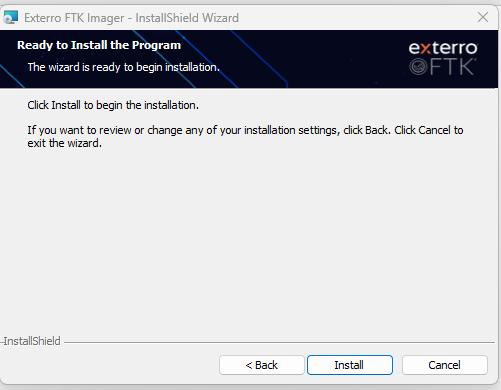 Exterro FTK Imager - InstallShield Wizard
Ready to Install the Program
The wizard is ready to begin installation.
exterro
FTK
Click Install to begin the installation.
If you want to review or change any of your installation settings, click Back. Click Cancel to
exit the wizard.
InstallShield
< Back
Install
Cancel